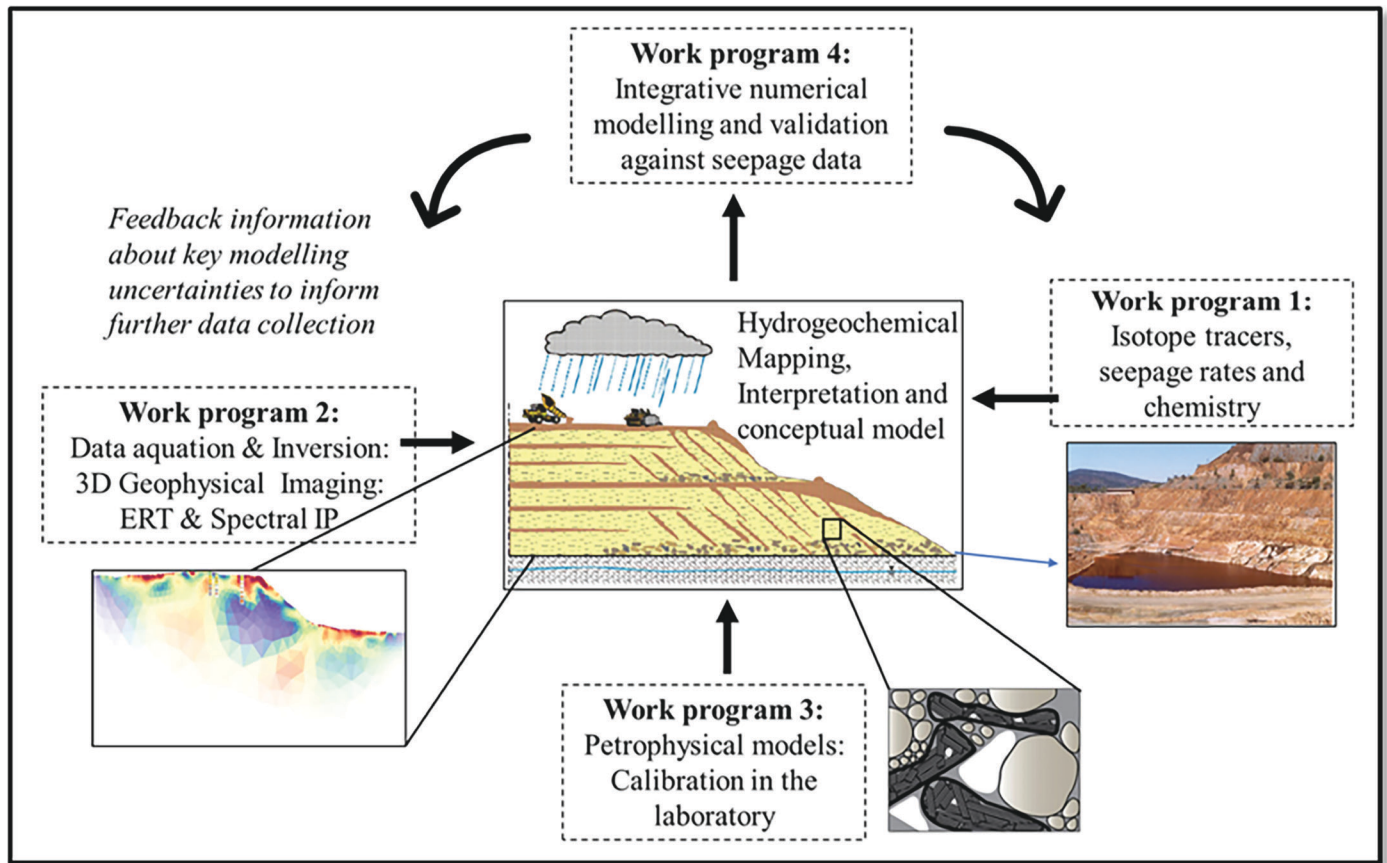 Work program 4:
Integrative numerical
modelling and validation
against seepage data
Feedback information
about key modelling
uncertainties to inform
further data collection
Hydrogeochemical
Mapping,
Interpretation and
conceptual model
Work program 1:
Isotope tracers,
seepage rates and
chemistry
Work program 2:
Data aquation & Inversion:
3D Geophysical Imaging:
ERT & Spectral IP
Work program 3:
Petrophysical models:
Calibration in the
laboratory